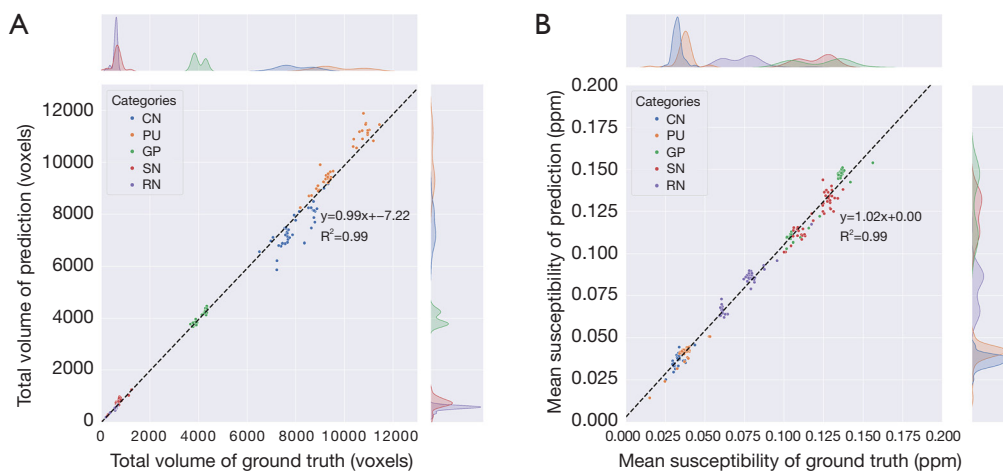 A
Total volume of prediction (voxels)
12000
10000
8000
6000
4000
2000
0
Categories
CN
PU
GP
SN
RN
y=0.99x+−7.22
R²=0.99
0 2000 4000 6000 8000 10000 12000
Total volume of ground truth (voxels)
B
Mean susceptibility of prediction (ppm)
0.200
0.175
0.150
0.125
0.100
0.075
0.050
0.025
0.000
Categories
CN
PU
GP
SN
RN
y=1.02x+0.00
R²=0.99
0.000 0.025 0.050 0.075 0.100 0.125 0.150 0.175 0.200
Mean susceptibility of ground truth (ppm)